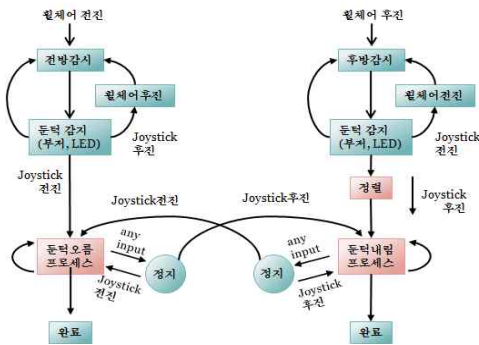 휠체어 전진
전방감시
휠체어후진
둔턱 감지
(부저, LED)
Joystick
후진
Joystick
전진
휠체어 후진
후방감시
휠체어전진
둔턱 감지
(부저, LED)
Joystick
전진
정렬
Joystick
후진
Joystick전진
Joystick후진
둔턱오름
프로세스
any
input
Joystick
전진
정지
정지
any
input
Joystick
후진
둔턱내림
프로세스
완료
완료